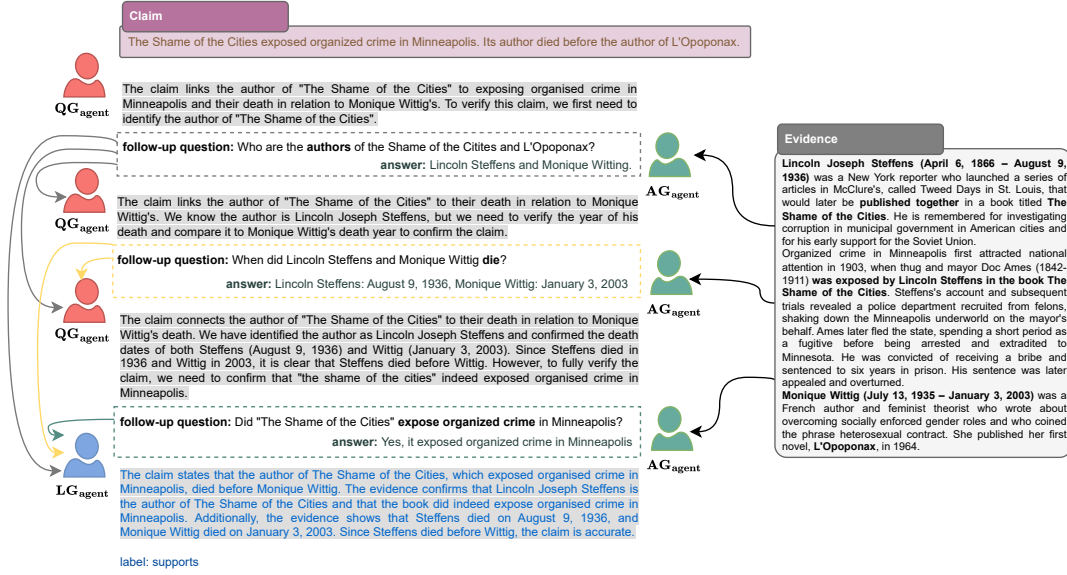 Claim
The Shame of the Cities exposed organized crime in Minneapolis. Its author died before the author of L'Opoponax.
QGagent
The claim links the author of "The Shame of the Cities" to exposing organised crime in
Minneapolis and their death in relation to Monique Wittig's. To verify this claim, we first need to
identify the author of "The Shame of the Cities".
follow-up question: Who are the authors of the Shame of the Citites and L'Opoponax?
answer: Lincoln Steffens and Monique Witting.
AGagent
QGagent
The claim links the author of "The Shame of the Cities" to their death in relation to Monique
Wittig's. We know the author is Lincoln Joseph Steffens, but we need to verify the year of his
death and compare it to Monique Wittig's death year to confirm the claim.
follow-up question: When did Lincoln Steffens and Monique Wittig die?
answer: Lincoln Steffens: August 9, 1936, Monique Wittig: January 3, 2003
AGagent
QGagent
The claim connects the author of "The Shame of the Cities" to their death in relation to Monique
Wittig's death. We have identified the author as Lincoln Joseph Steffens and confirmed the death
dates of both Steffens (August 9, 1936) and Wittig (January 3, 2003). Since Steffens died in
1936 and Wittig in 2003, it is clear that Steffens died before Wittig. However, to fully verify the
claim, we need to confirm that "the shame of the cities" indeed exposed organised crime in
Minneapolis.
follow-up question: Did "The Shame of the Cities" expose organized crime in Minneapolis?
answer: Yes, it exposed organized crime in Minneapolis
AGagent
LGagent
The claim states that the author of The Shame of the Cities, which exposed organised crime in
Minneapolis, died before Monique Wittig. The evidence confirms that Lincoln Joseph Steffens is
the author of The Shame of the Cities and that the book did indeed expose organised crime in
Minneapolis. Additionally, the evidence shows that Steffens died on August 9, 1936, and
Monique Wittig died on January 3, 2003. Since Steffens died before Wittig, the claim is accurate.
label: supports
Evidence
Lincoln Joseph Steffens (April 6, 1866 – August 9,
1936) was a New York reporter who launched a series of
articles in McClure's, called Tweed Days in St. Louis, that
would later be published together in a book titled The
Shame of the Cities. He is remembered for investigating
corruption in municipal government in American cities and
for his early support for the Soviet Union.
Organized crime in Minneapolis first attracted national
attention in 1903, when thug and mayor Doc Ames (1842-
1911) was exposed by Lincoln Steffens in the book The
Shame of the Cities. Steffens's account and subsequent
trials revealed a police department recruited from felons,
shaking down the Minneapolis underworld on the mayor's
behalf. Ames later fled the state, spending a short period as
a fugitive before being arrested and extradited to
Minnesota. He was convicted of receiving a bribe and
sentenced to six years in prison. His sentence was later
appealed and overturned.
Monique Wittig (July 13, 1935 – January 3, 2003) was a
French author and feminist theorist who wrote about
overcoming socially enforced gender roles and who coined
the phrase heterosexual contract. She published her first
novel, L'Opoponax, in 1964.